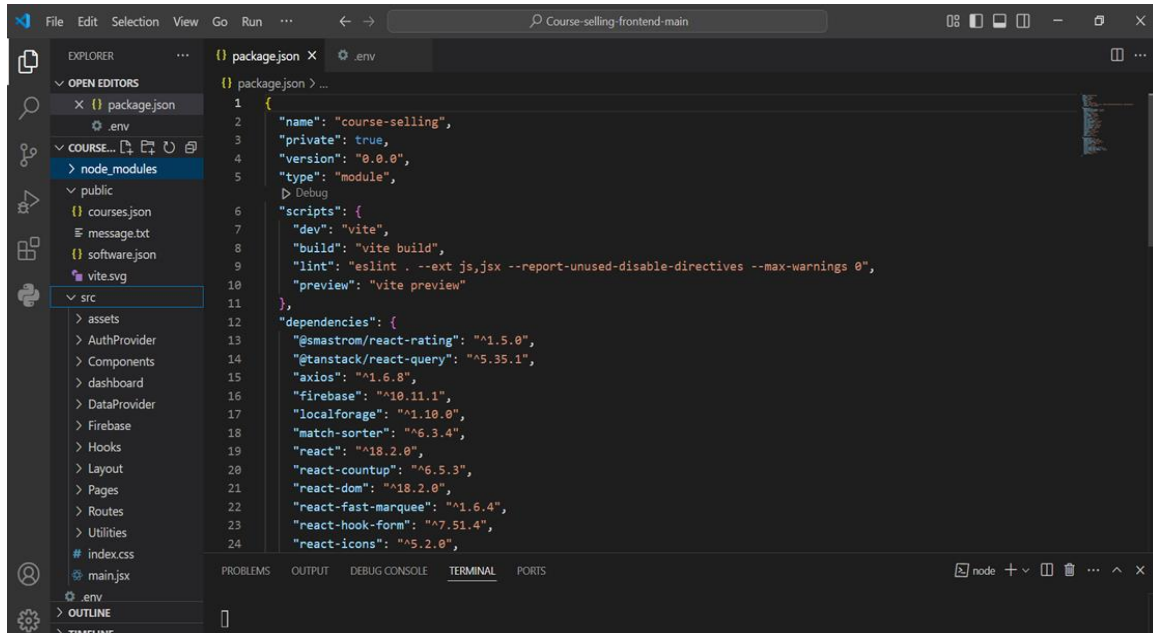 File Edit Selection View Go Run ···
Course-selling-frontend-main
EXPLORER ···
OPEN EDITORS
{} package.json
.env
COURSE...
node_modules
public
{} courses.json
message.txt
{} software.json
vite.svg
src
assets
AuthProvider
Components
dashboard
DataProvider
Firebase
Hooks
Layout
Pages
Routes
Utilities
# index.css
main.jsx
.env
OUTLINE
TIMELINE
{} package.json .env
{} package.json > ...
1 {
2 "name": "course-selling",
3 "private": true,
4 "version": "0.0.0",
5 "type": "module",
Debug
6 "scripts": {
7 "dev": "vite",
8 "build": "vite build",
9 "lint": "eslint . --ext js,jsx --report-unused-disable-directives --max-warnings 0",
10 "preview": "vite preview"
11 },
12 "dependencies": {
13 "@smastrom/react-rating": "^1.5.0",
14 "@tanstack/react-query": "^5.35.1",
15 "axios": "^1.6.8",
16 "firebase": "^10.11.1",
17 "localforage": "^1.10.0",
18 "match-sorter": "^6.3.4",
19 "react": "^18.2.0",
20 "react-countup": "^6.5.3",
21 "react-dom": "^18.2.0",
22 "react-fast-marquee": "^1.6.4",
23 "react-hook-form": "^7.51.4",
24 "react-icons": "^5.2.0",
PROBLEMS OUTPUT DEBUG CONSOLE TERMINAL PORTS
node